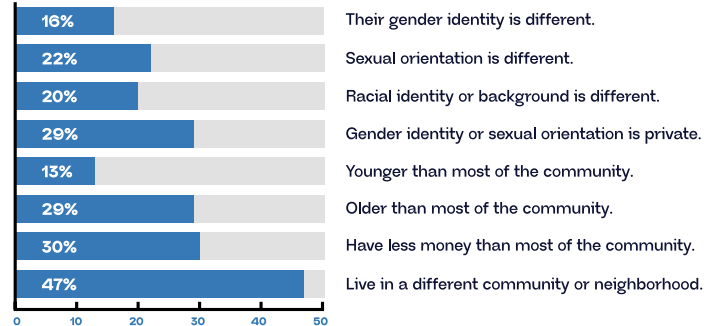 16% Their gender identity is different.
22% Sexual orientation is different.
20% Racial identity or background is different.
29% Gender identity or sexual orientation is private.
13% Younger than most of the community.
29% Older than most of the community.
30% Have less money than most of the community.
47% Live in a different community or neighborhood.
0 10 20 30 40 50